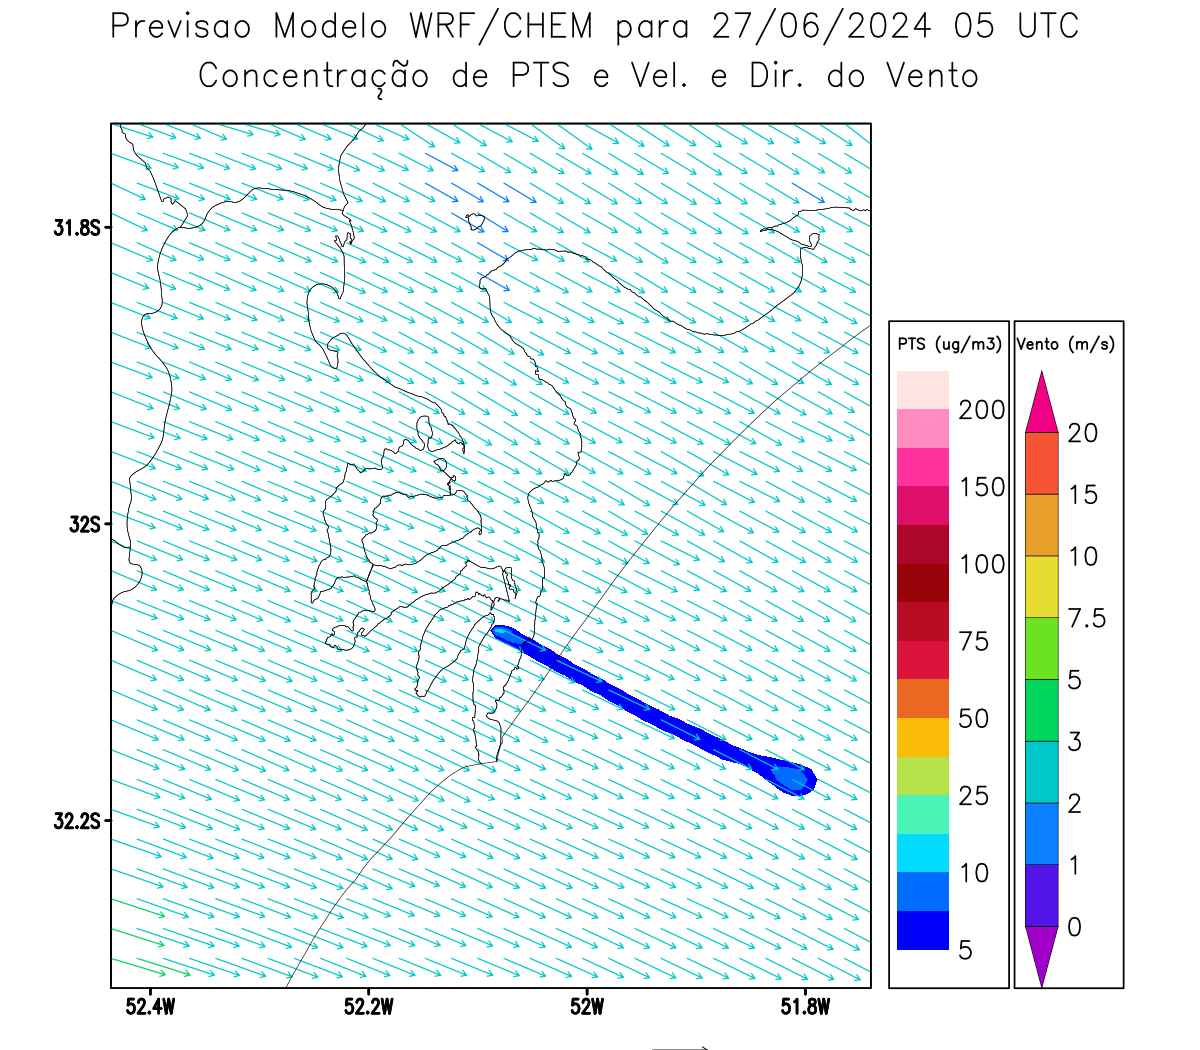 Previsao Modelo WRF/CHEM para 27/06/2024 05 UTC
Concentração de PTS e Vel. e Dir. do Vento
31.8S
32S
32.2S
52.4W 52.2W 52W 51.8W
PTS (ug/m3)
200
150
100
75
50
25
10
5
Vento (m/s)
20
15
10
7.5
5
3
2
1
0